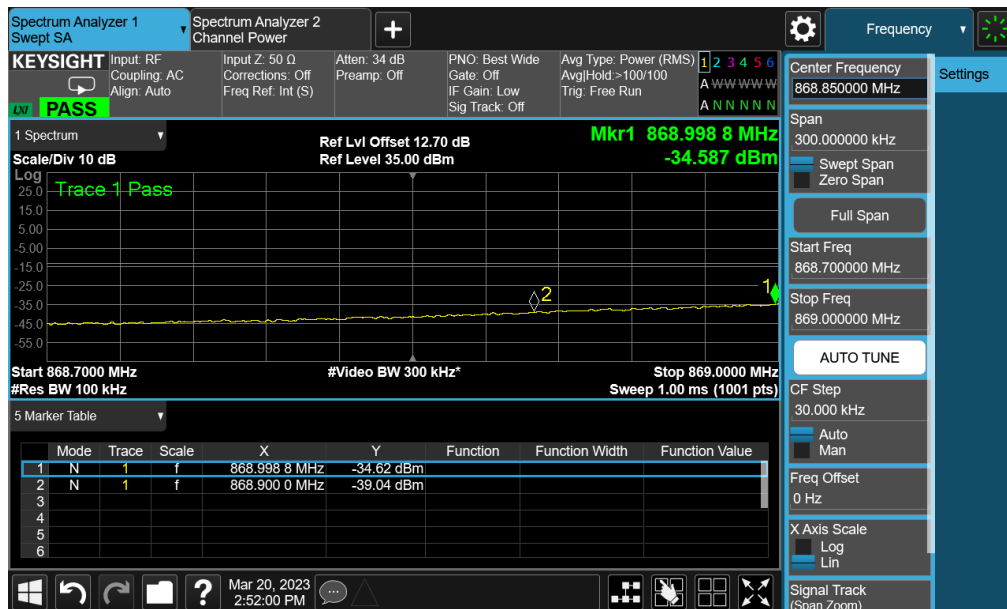 Spectrum Analyzer 1
Swept SA
Spectrum Analyzer 2
Channel Power
Frequency
KEYSIGHT
LXI
PASS
Input: RF
Coupling: AC
Align: Auto
Input Z: 50 Ω
Corrections: Off
Freq Ref: Int (S)
Atten: 34 dB
Preamp: Off
PNO: Best Wide
Gate: Off
IF Gain: Low
Sig Track: Off
Avg Type: Power (RMS)
Avg|Hold:>100/100
Trig: Free Run
1 2 3 4 5 6
A W W W W W
A N N N N N
1 Spectrum
Scale/Div 10 dB
Ref Lvl Offset 12.70 dB
Ref Level 35.00 dBm
Mkr1 868.998 8 MHz
-34.587 dBm
Log
Trace 1 Pass
25.0
15.0
5.00
-5.00
-15.0
-25.0
-35.0
-45.0
-55.0
2
1
Start 868.7000 MHz
#Video BW 300 kHz*
Stop 869.0000 MHz
#Res BW 100 kHz
Sweep 1.00 ms (1001 pts)
5 Marker Table
Mode Trace Scale X Y Function Function Width Function Value
1 N 1 f 868.998 8 MHz -34.62 dBm
2 N 1 f 868.900 0 MHz -39.04 dBm
3
4
5
6
?
Mar 20, 2023
2:52:00 PM
Center Frequency
868.850000 MHz
Span
300.000000 kHz
Swept Span
Zero Span
Full Span
Start Freq
868.700000 MHz
Stop Freq
869.000000 MHz
AUTO TUNE
CF Step
30.000 kHz
Auto
Man
Freq Offset
0 Hz
X Axis Scale
Log
Lin
Signal Track
(Span Zoom)
Settings